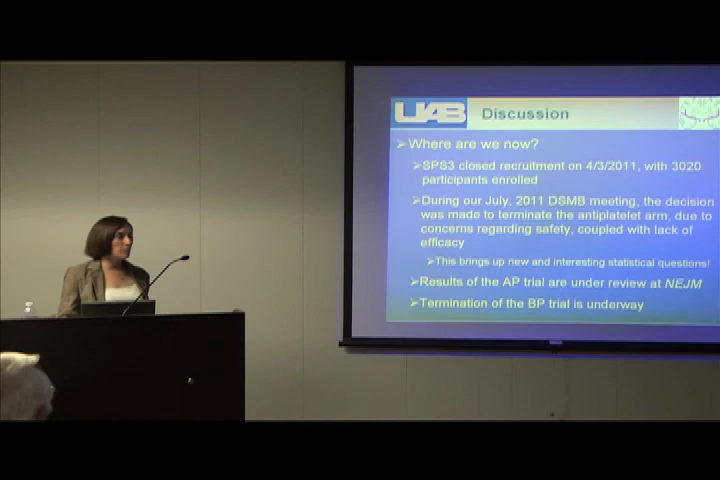 UAB Discussion
➢Where are we now?
➢SPS3 closed recruitment on 4/3/2011, with 3020
participants enrolled
➢During our July, 2011 DSMB meeting, the decision
was made to terminate the antiplatelet arm, due to
concerns regarding safety, coupled with lack of
efficacy
➢This brings up new and interesting statistical questions!
➢Results of the AP trial are under review at NEJM
➢Termination of the BP trial is underway